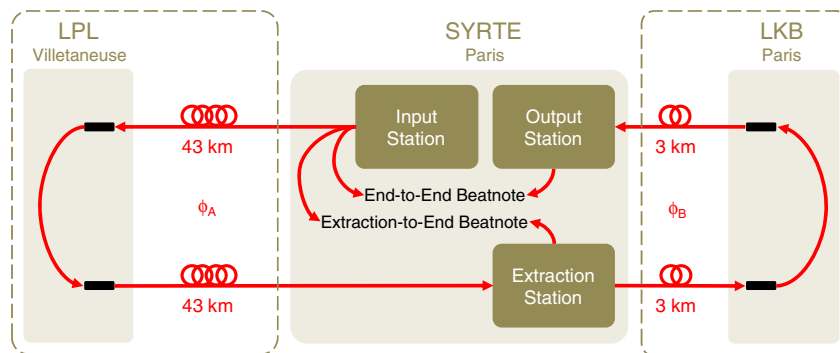 LPL
Villetaneuse
SYRTE
Paris
LKB
Paris
Input
Station
Output
Station
43 km
3 km
End-to-End Beatnote
ϕA
Extraction-to-End Beatnote
ϕB
Extraction
Station
43 km
3 km